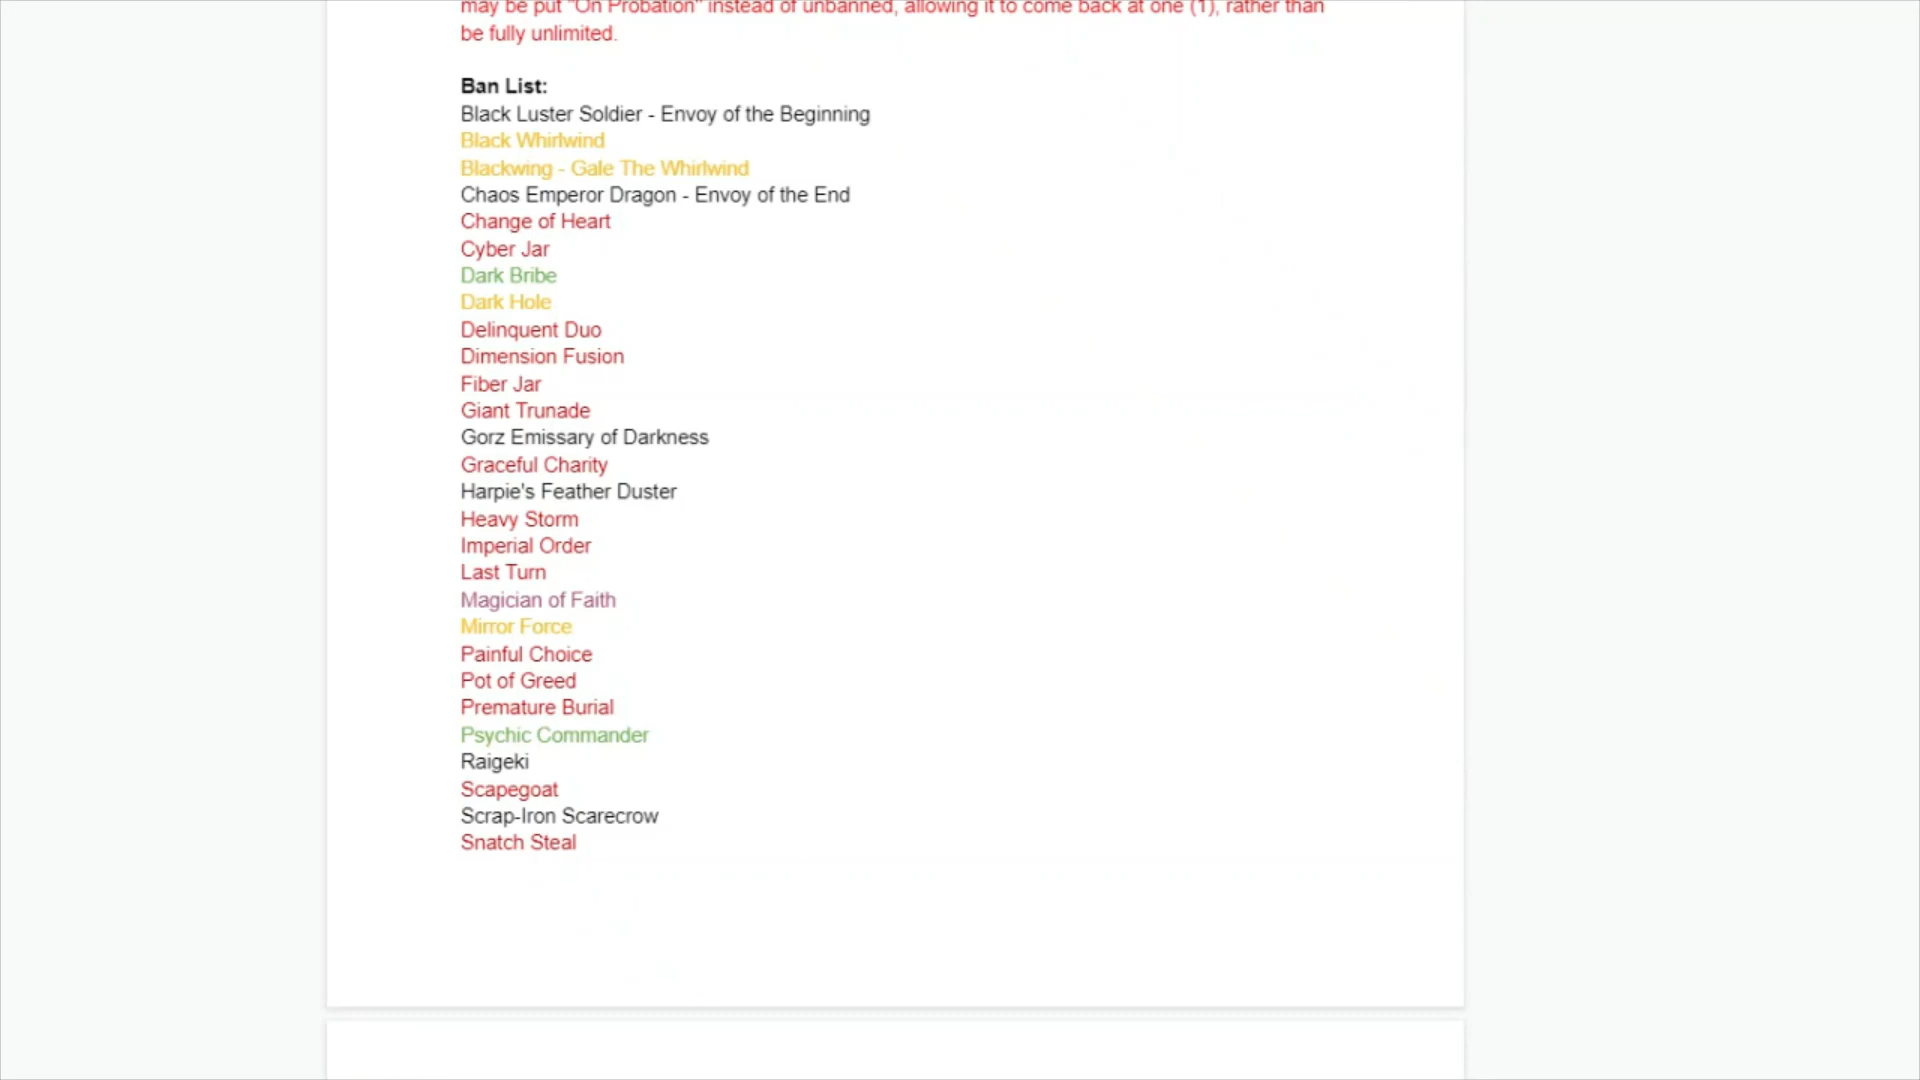 may be put "On Probation" instead of unbanned, allowing it to come back at one (1), rather than
be fully unlimited.
Ban List:
Black Luster Soldier - Envoy of the Beginning
Black Whirlwind
Blackwing - Gale The Whirlwind
Chaos Emperor Dragon - Envoy of the End
Change of Heart
Cyber Jar
Dark Bribe
Dark Hole
Delinquent Duo
Dimension Fusion
Fiber Jar
Giant Trunade
Gorz Emissary of Darkness
Graceful Charity
Harpie's Feather Duster
Heavy Storm
Imperial Order
Last Turn
Magician of Faith
Mirror Force
Painful Choice
Pot of Greed
Premature Burial
Psychic Commander
Raigeki
Scapegoat
Scrap-Iron Scarecrow
Snatch Steal